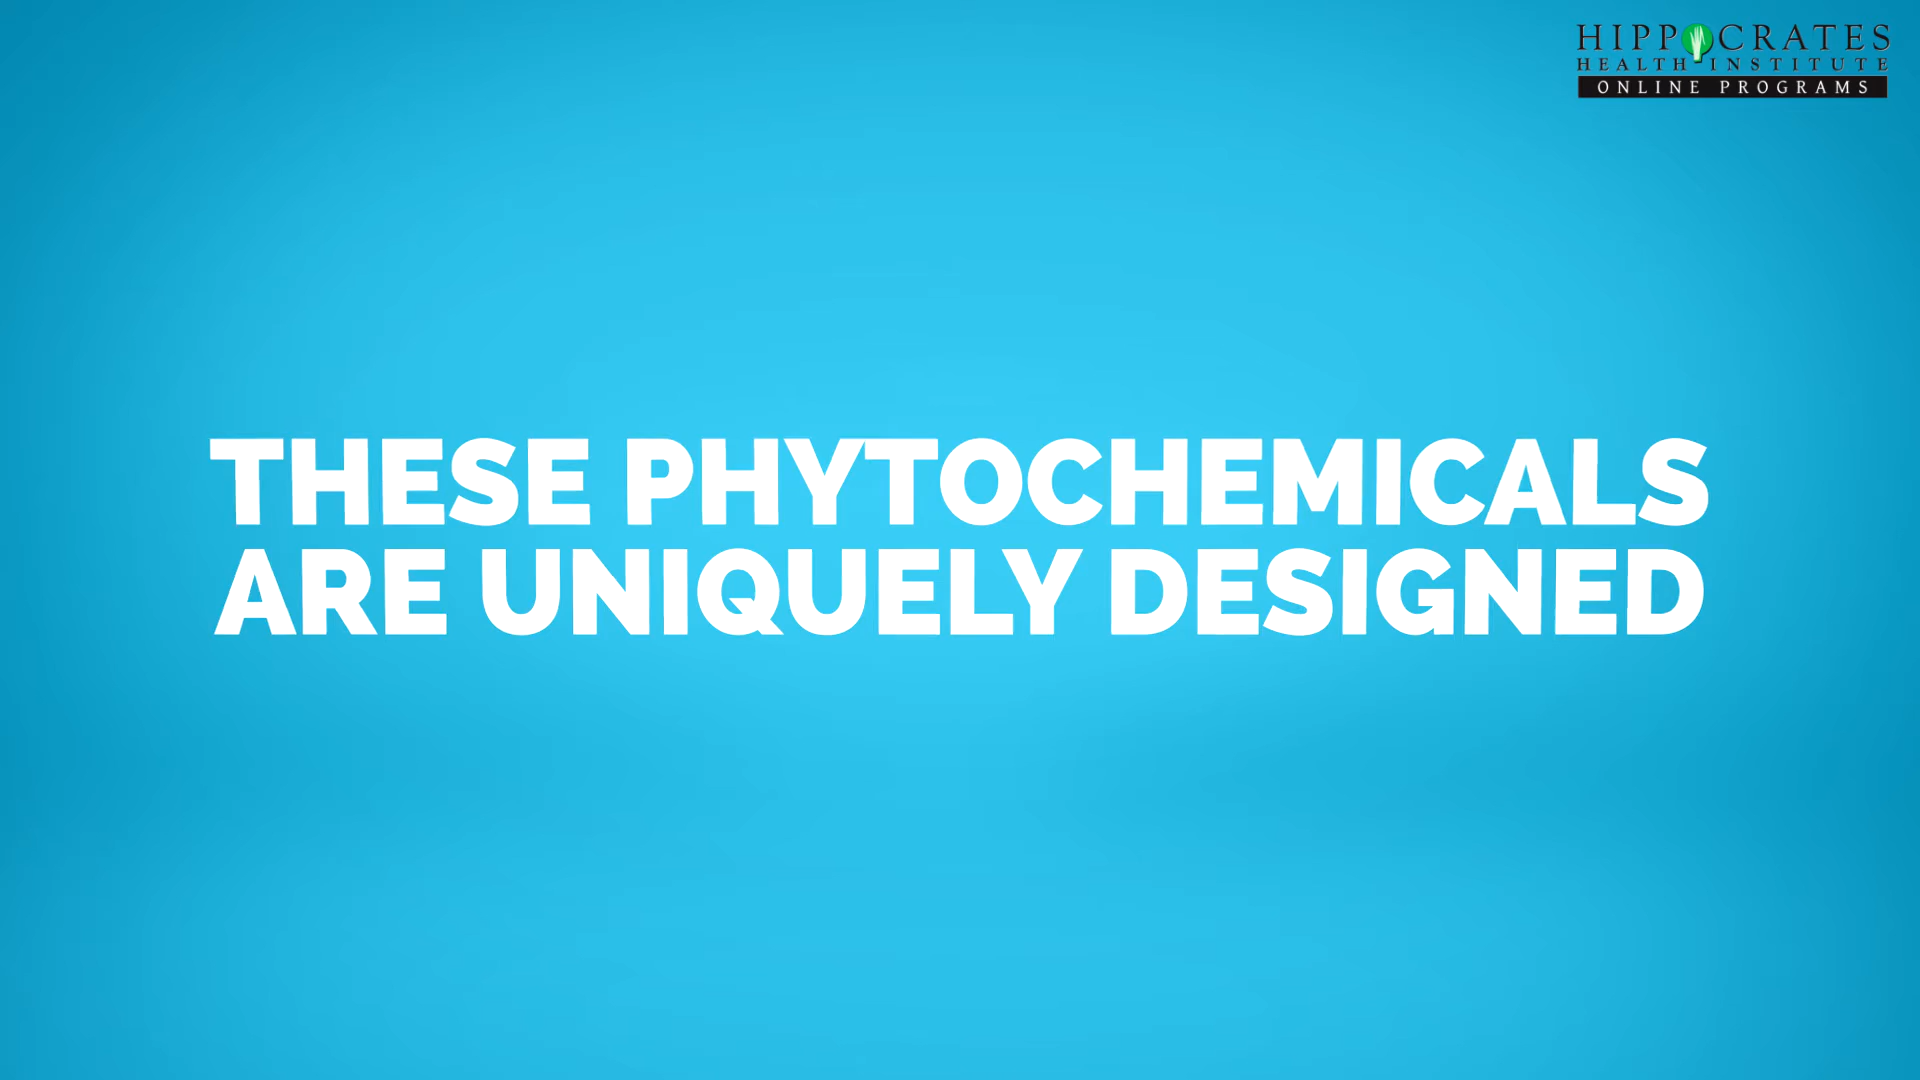 HIPPOCRATES
HEALTH INSTITUTE
ONLINE PROGRAMS
THESE PHYTOCHEMICALS
ARE UNIQUELY DESIGNED